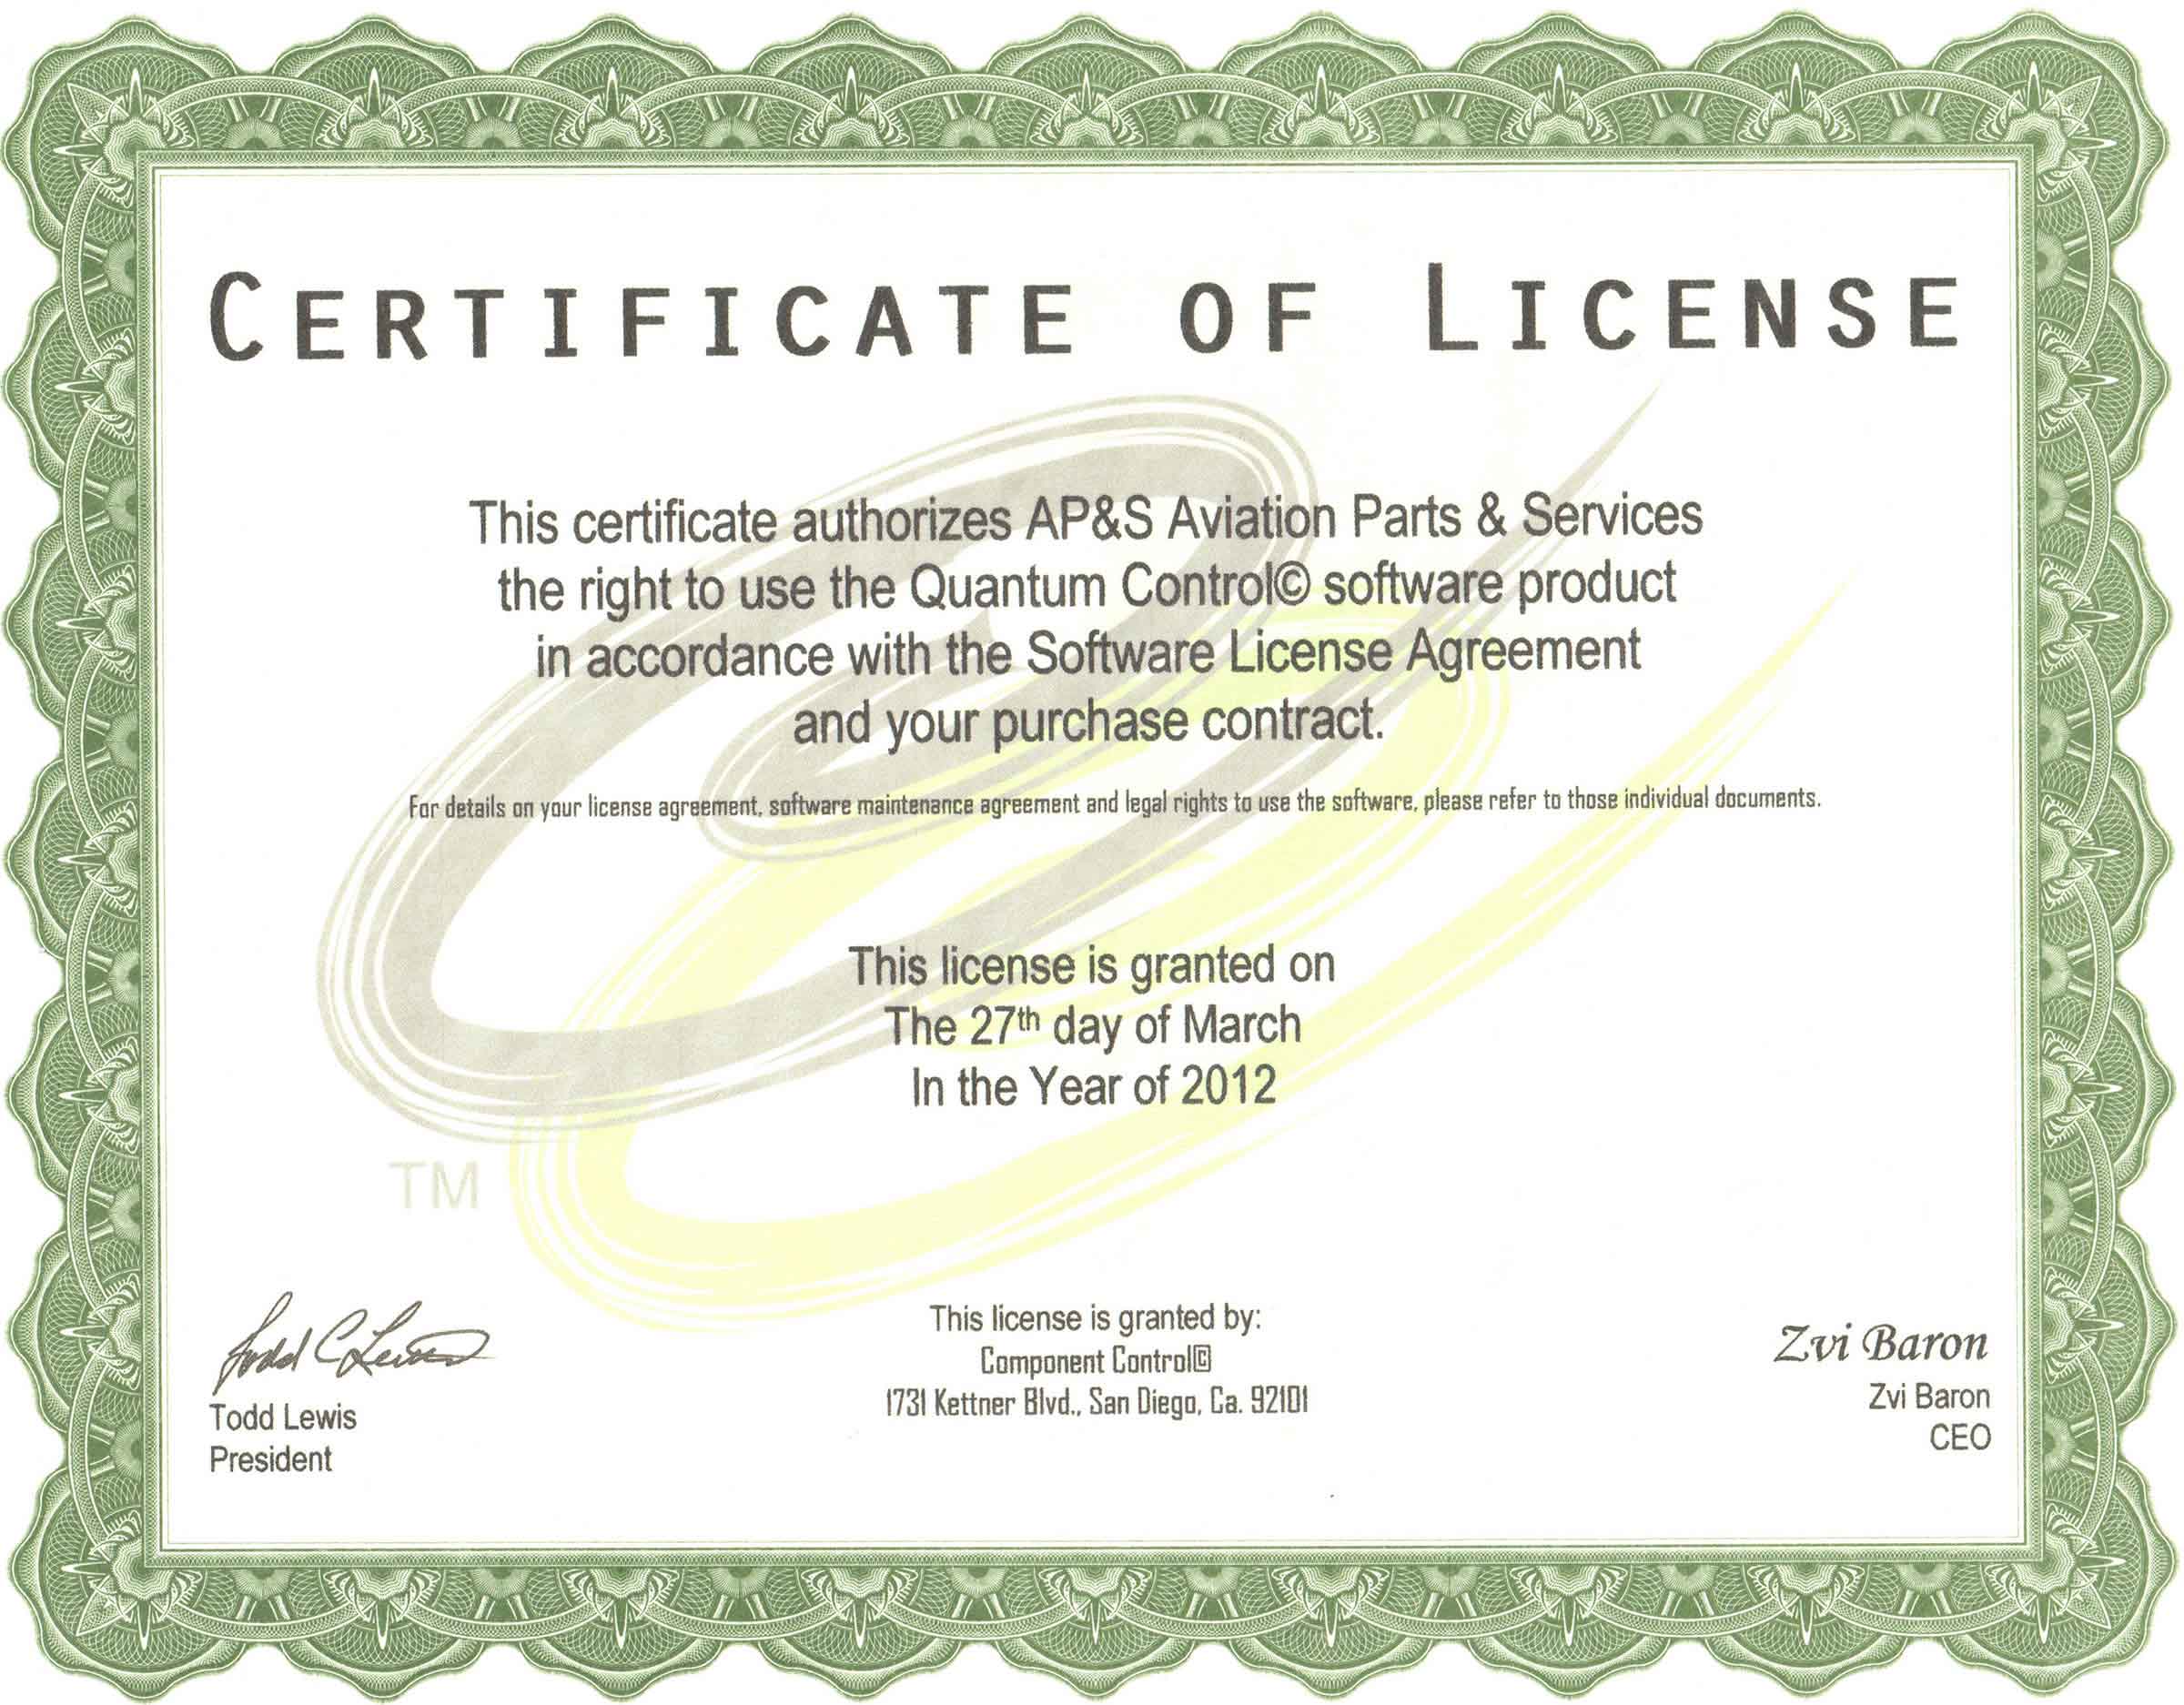 CERTIFICATE OF LICENSE
This certificate authorizes AP&S Aviation Parts & Services
the right to use the Quantum Control© software product
in accordance with the Software License Agreement
and your purchase contract.
For details on your license agreement, software maintenance agreement and legal rights to use the software, please refer to those individual documents.
This license is granted on
The 27th day of March
In the Year of 2012
TM
Todd C Lewis
Todd Lewis
President
This license is granted by:
Component Control©
1731 Kettner Blvd., San Diego, Ca. 92101
Zvi Baron
Zvi Baron
CEO